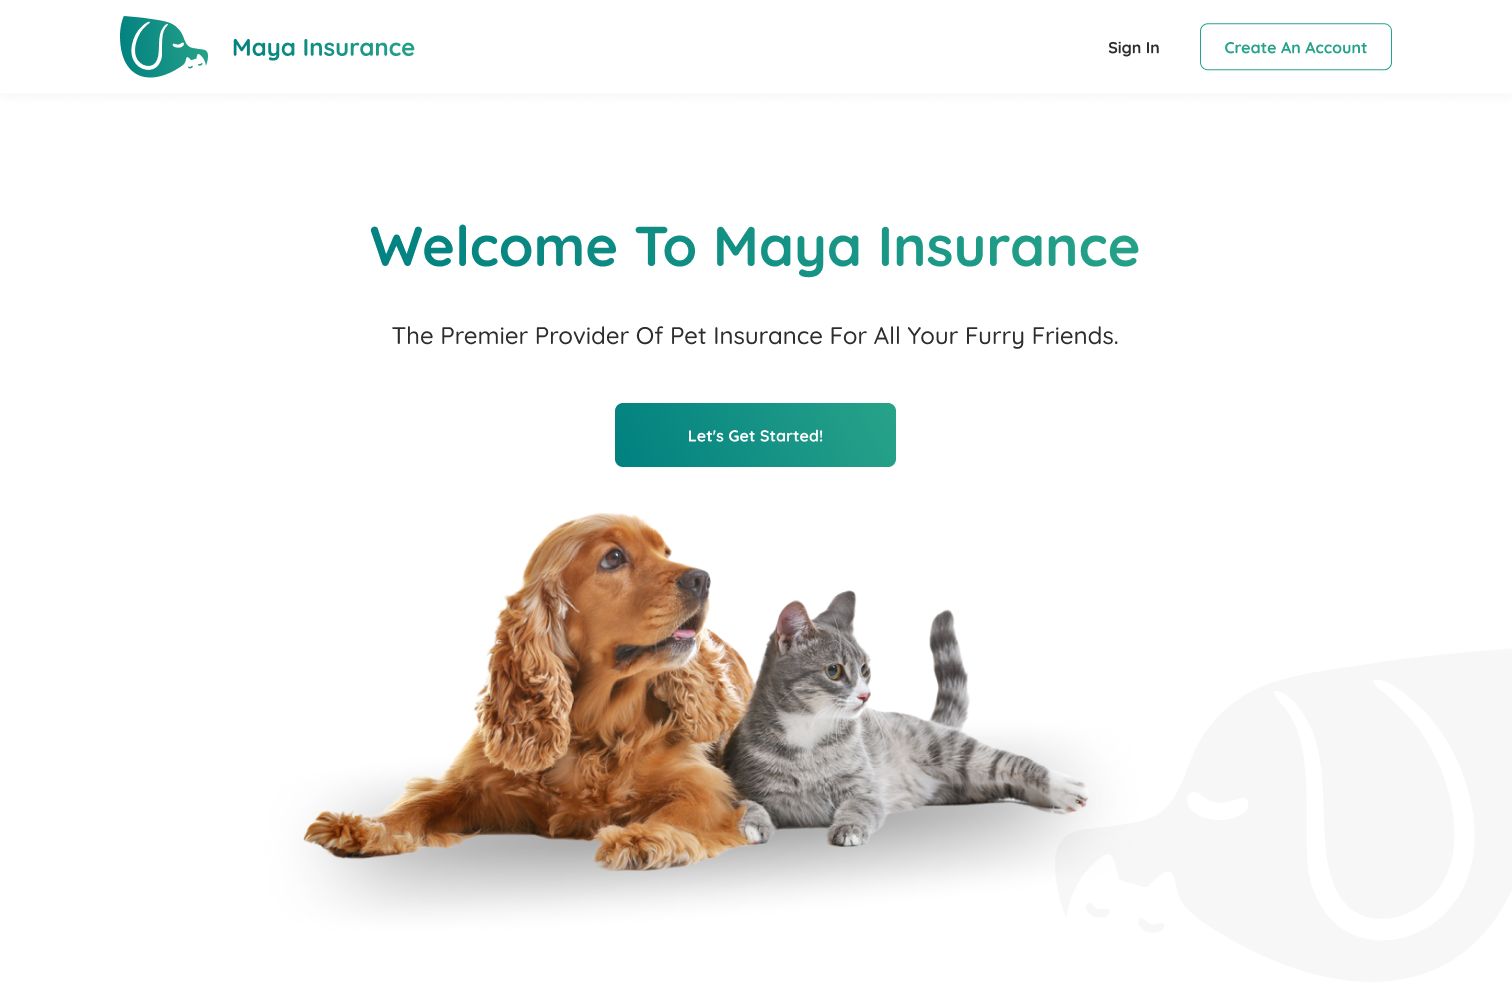 Maya Insurance
Sign In
Create An Account
Welcome To Maya Insurance
The Premier Provider Of Pet Insurance For All Your Furry Friends.
Let's Get Started!